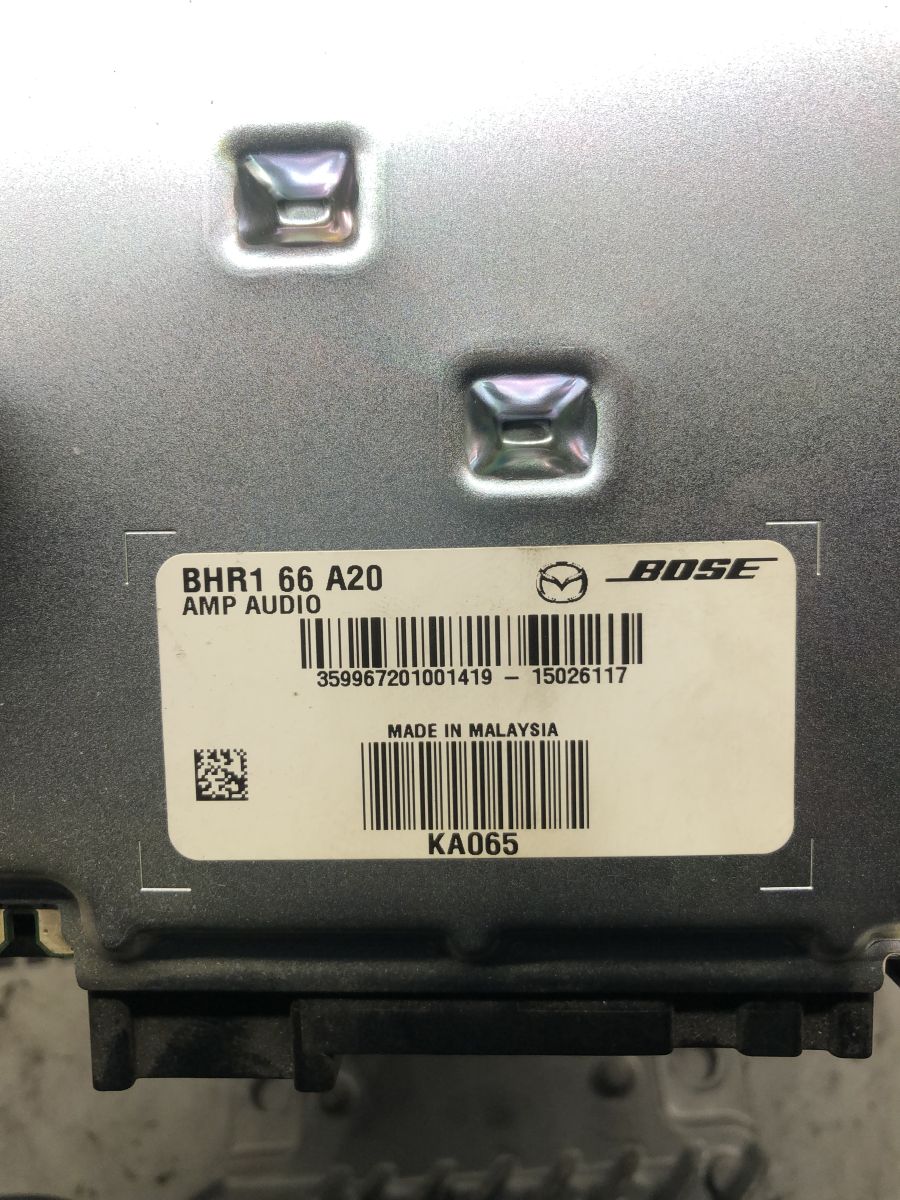 BHR1 66 A20
AMP AUDIO
BOSE
359967201001419 – 15026117
MADE IN MALAYSIA
KA065